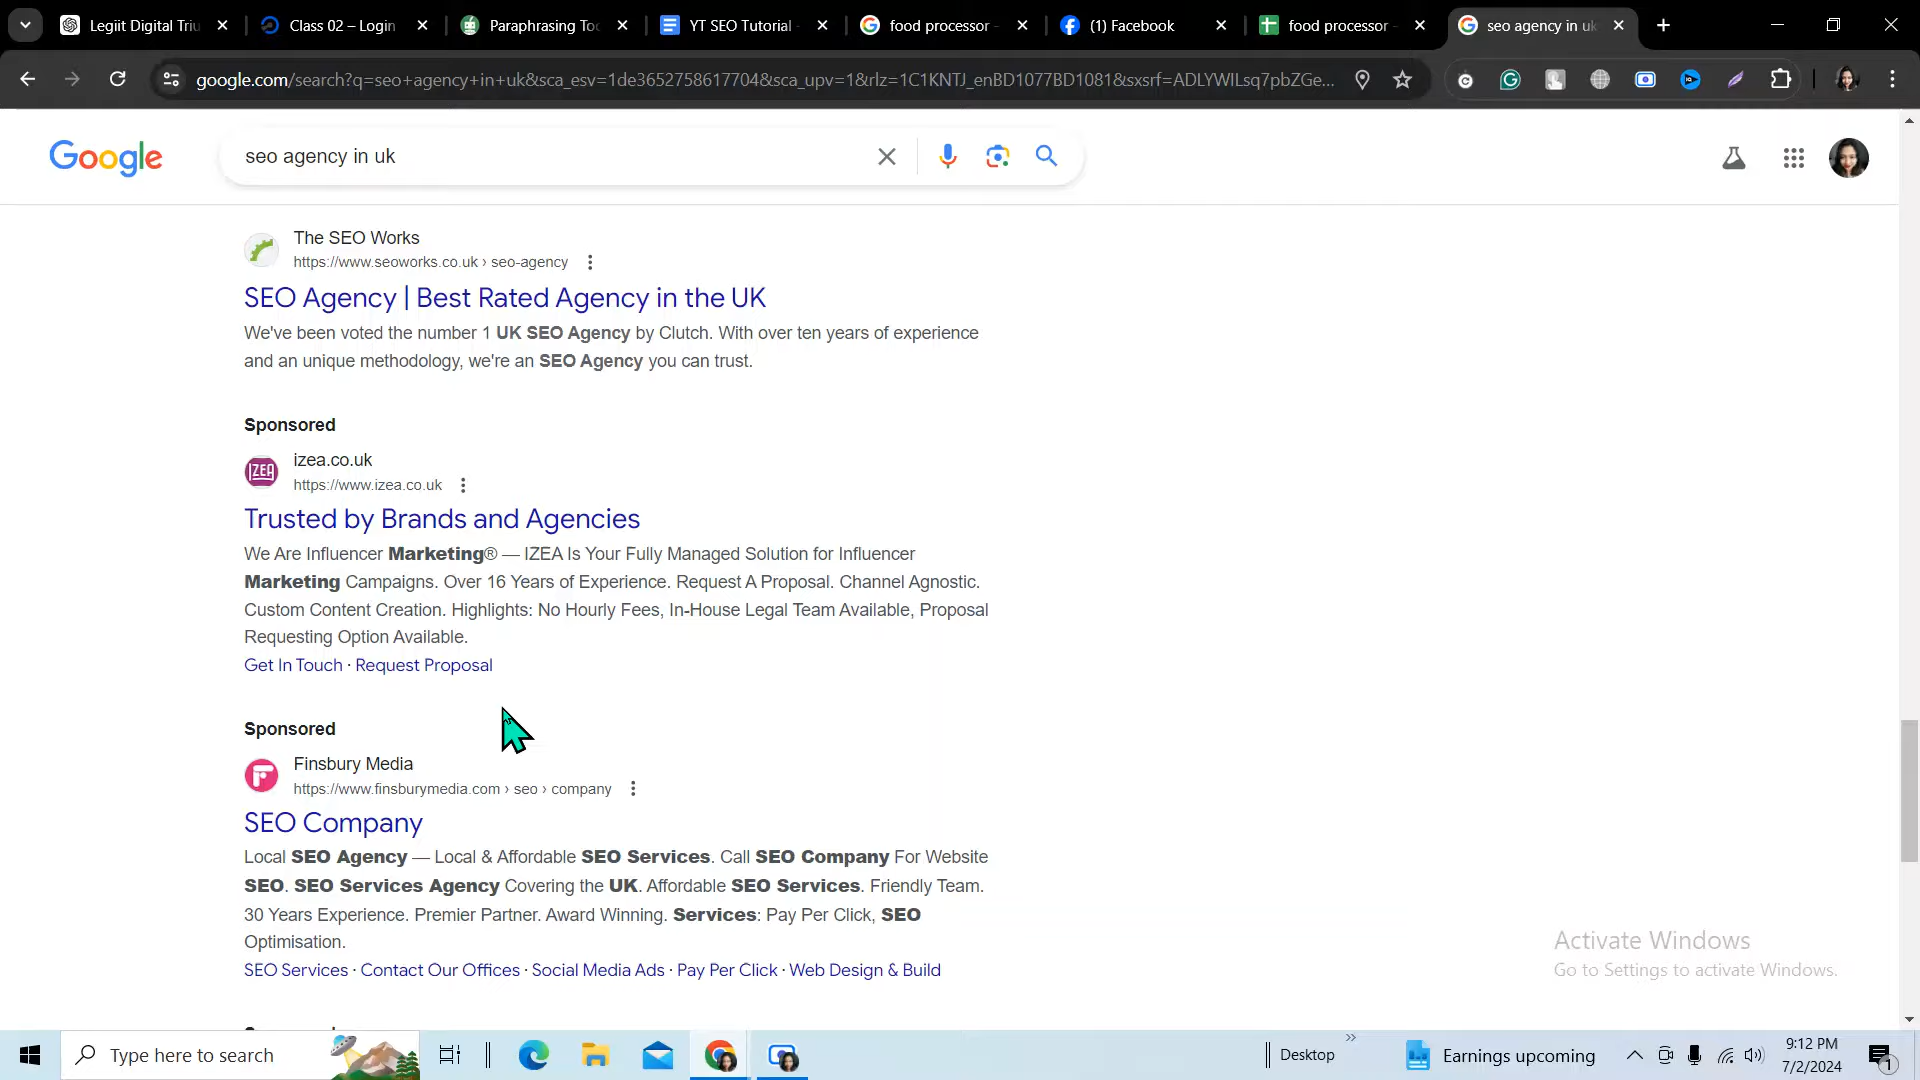 Legiit Digital Triu
Class 02 – Login
Paraphrasing Too
YT SEO Tutorial -
food processor -
(1) Facebook
food processor -
seo agency in uk
google.com/search?q=seo+agency+in+uk&sca_esv=1de3652758617704&sca_upv=1&rlz=1C1KNTJ_enBD1077BD1081&sxsrf=ADLYWILsq7pbZGe...
Google
seo agency in uk
The SEO Works
https://www.seoworks.co.uk › seo-agency
SEO Agency | Best Rated Agency in the UK
We've been voted the number 1 UK SEO Agency by Clutch. With over ten years of experience
and an unique methodology, we're an SEO Agency you can trust.
Sponsored
IZEA
izea.co.uk
https://www.izea.co.uk
Trusted by Brands and Agencies
We Are Influencer Marketing® — IZEA Is Your Fully Managed Solution for Influencer
Marketing Campaigns. Over 16 Years of Experience. Request A Proposal. Channel Agnostic.
Custom Content Creation. Highlights: No Hourly Fees, In-House Legal Team Available, Proposal
Requesting Option Available.
Get In Touch · Request Proposal
Sponsored
Finsbury Media
https://www.finsburymedia.com › seo › company
SEO Company
Local SEO Agency — Local & Affordable SEO Services. Call SEO Company For Website
SEO. SEO Services Agency Covering the UK. Affordable SEO Services. Friendly Team.
30 Years Experience. Premier Partner. Award Winning. Services: Pay Per Click, SEO
Optimisation.
SEO Services · Contact Our Offices · Social Media Ads · Pay Per Click · Web Design & Build
Activate Windows
Go to Settings to activate Windows.
Type here to search
Desktop
Earnings upcoming
9:12 PM
7/2/2024
1